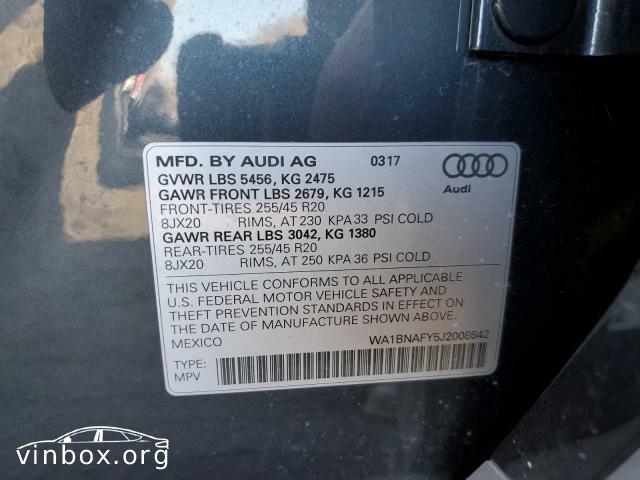 MFD. BY AUDI AG 0317
GVWR LBS 5456, KG 2475
GAWR FRONT LBS 2679, KG 1215
FRONT-TIRES 255/45 R20
8JX20 RIMS, AT 230 KPA 33 PSI COLD
GAWR REAR LBS 3042, KG 1380
REAR-TIRES 255/45 R20
8JX20 RIMS, AT 250 KPA 36 PSI COLD
Audi
THIS VEHICLE CONFORMS TO ALL APPLICABLE
U.S. FEDERAL MOTOR VEHICLE SAFETY AND
THEFT PREVENTION STANDARDS IN EFFECT ON
THE DATE OF MANUFACTURE SHOWN ABOVE.
MEXICO WA1BNAFY5J2008642
TYPE:
MPV
vinbox.org